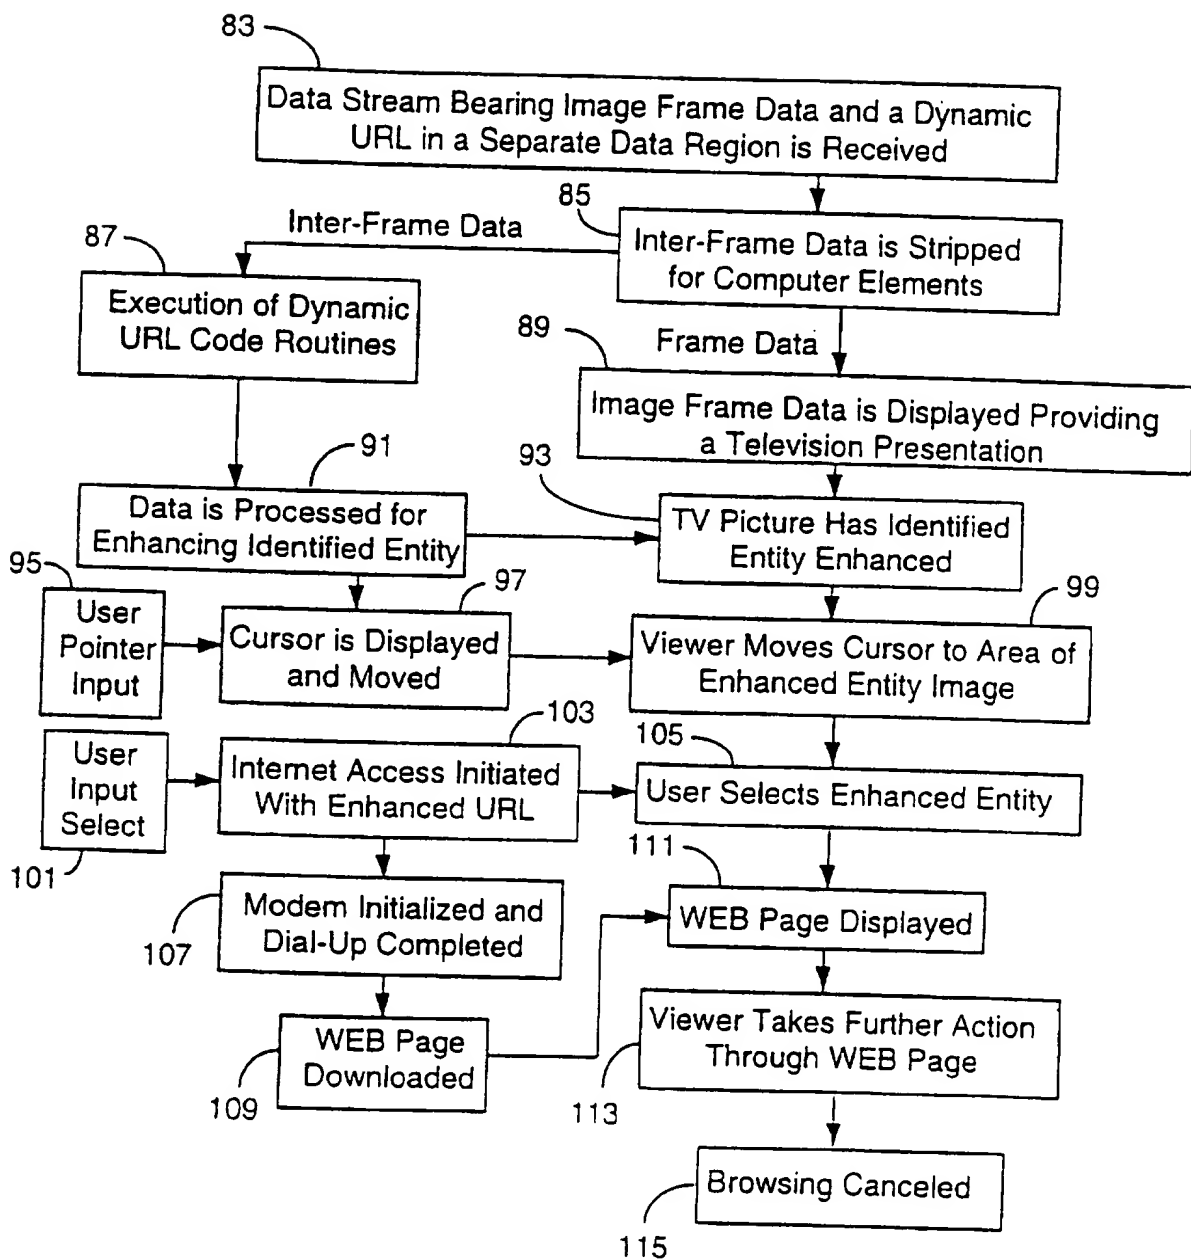 83
Data Stream Bearing Image Frame Data and a Dynamic
URL in a Separate Data Region is Received
85
Inter-Frame Data
87
Inter-Frame Data is Stripped
for Computer Elements
Execution of Dynamic
URL Code Routines
89
Frame Data
Image Frame Data is Displayed Providing
a Television Presentation
91
93
Data is Processed for
Enhancing Identified Entity
TV Picture Has Identified
Entity Enhanced
95
97
99
User
Pointer
Input
Cursor is Displayed
and Moved
Viewer Moves Cursor to Area of
Enhanced Entity Image
103
105
User
Input
Select
Internet Access Initiated
With Enhanced URL
User Selects Enhanced Entity
101
111
107
Modem Initialized and
Dial-Up Completed
WEB Page Displayed
109
WEB Page
Downloaded
113
Viewer Takes Further Action
Through WEB Page
Browsing Canceled
115